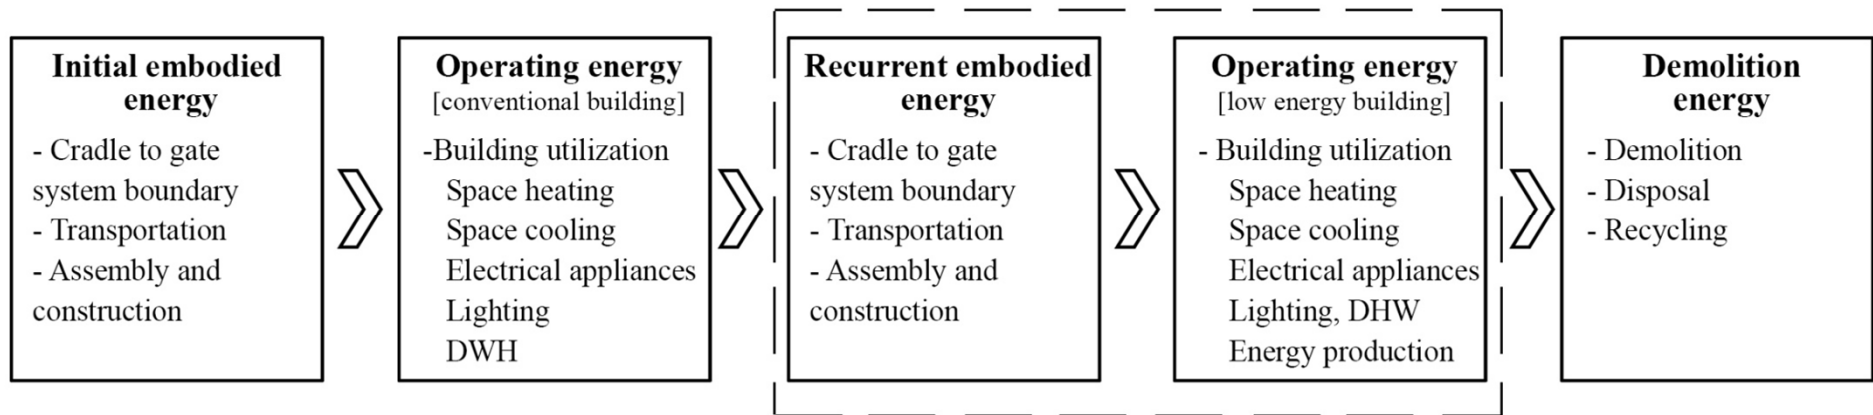 Initial embodied
energy
- Cradle to gate
system boundary
- Transportation
- Assembly and
construction
Operating energy
[conventional building]
-Building utilization
Space heating
Space cooling
Electrical appliances
Lighting
DWH
Recurrent embodied
energy
- Cradle to gate
system boundary
- Transportation
- Assembly and
construction
Operating energy
[low energy building]
- Building utilization
Space heating
Space cooling
Electrical appliances
Lighting, DHW
Energy production
Demolition
energy
- Demolition
- Disposal
- Recycling